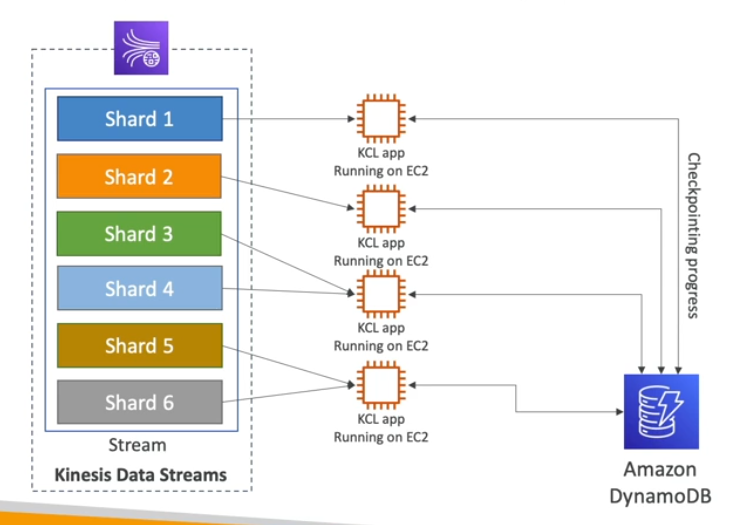 Shard 1
Shard 2
Shard 3
Shard 4
Shard 5
Shard 6
Stream
Kinesis Data Streams
KCL app
Running on EC2
KCL app
Running on EC2
KCL app
Running on EC2
KCL app
Running on EC2
Checkpointing progress
Amazon
DynamoDB